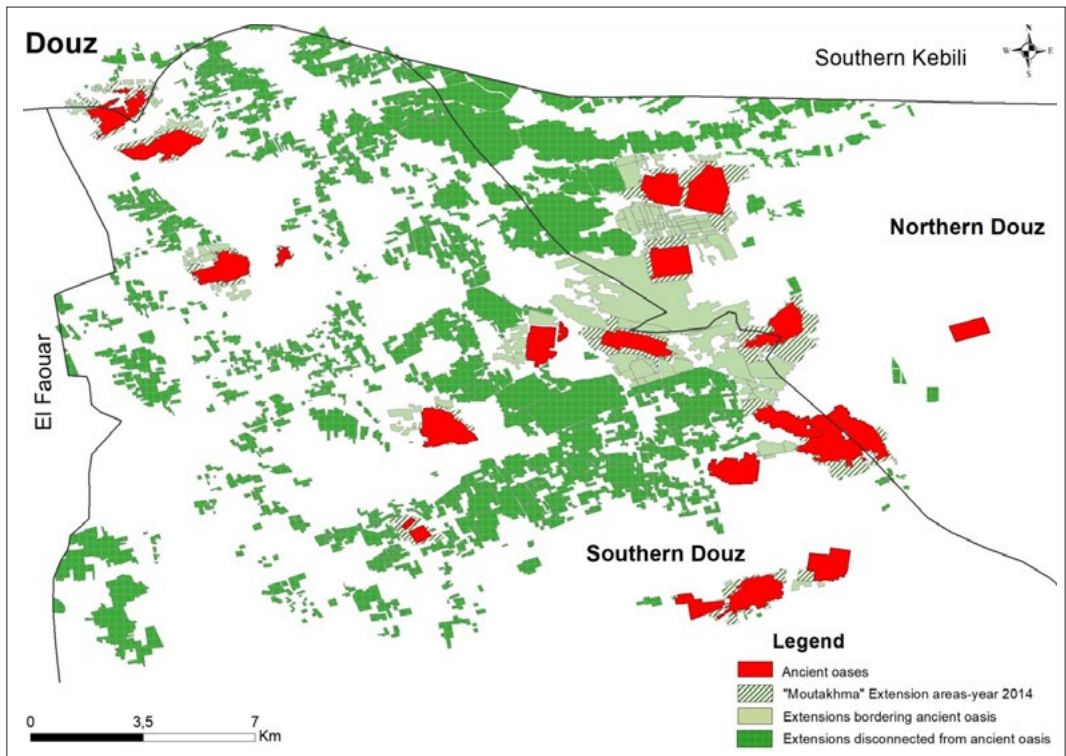 Douz
Southern Kebili
N
W E
S
Northern Douz
El Faouar
Southern Douz
Legend
Ancient oases
"Moutakhma" Extension areas-year 2014
Extensions bordering ancient oasis
Extensions disconnected from ancient oasis
0 3,5 7
Km